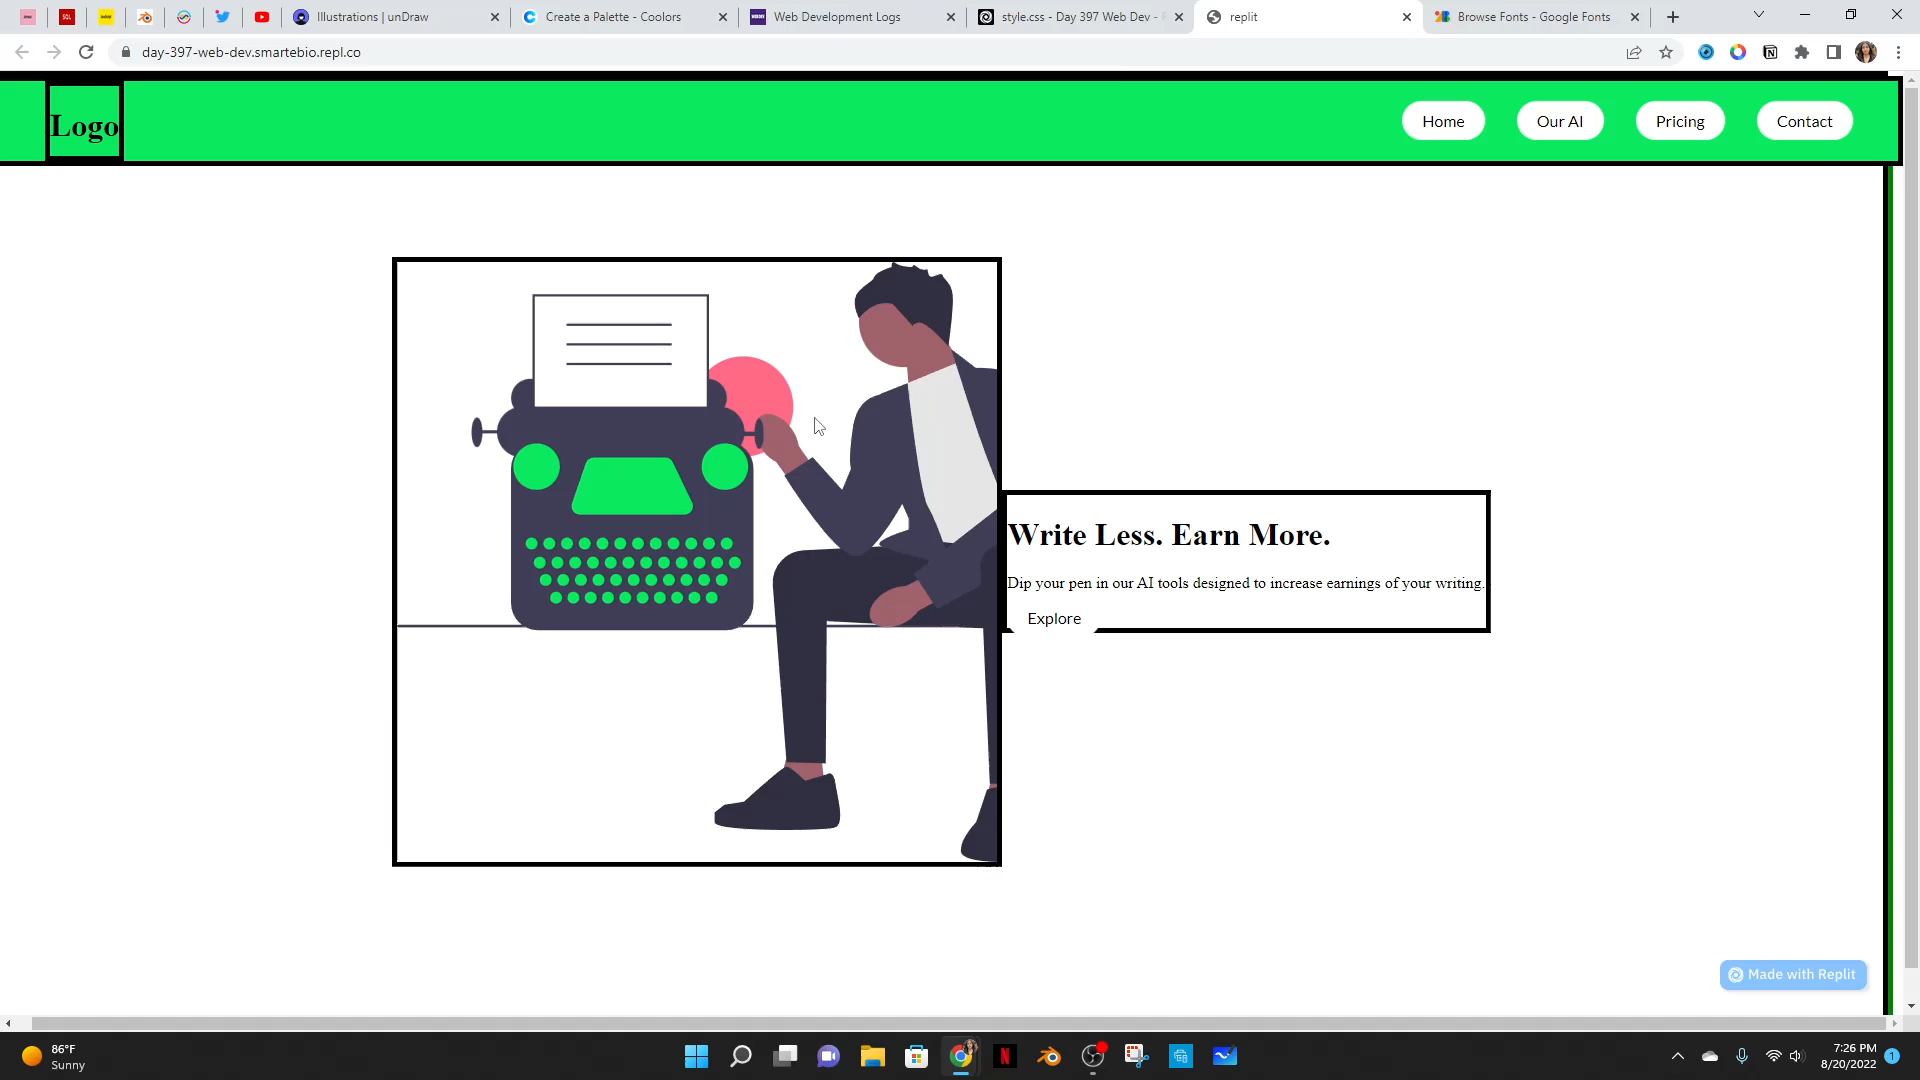 SQL
Illustrations | unDraw
Create a Palette - Coolors
Web Development Logs
style.css - Day 397 Web Dev -
replit
Browse Fonts - Google Fonts
day-397-web-dev.smartebio.repl.co
Logo
Home
Our AI
Pricing
Contact
Write Less. Earn More.
Dip your pen in our AI tools designed to increase earnings of your writing.
Explore
Made with Replit
86°F
Sunny
N
7:26 PM
8/20/2022
1